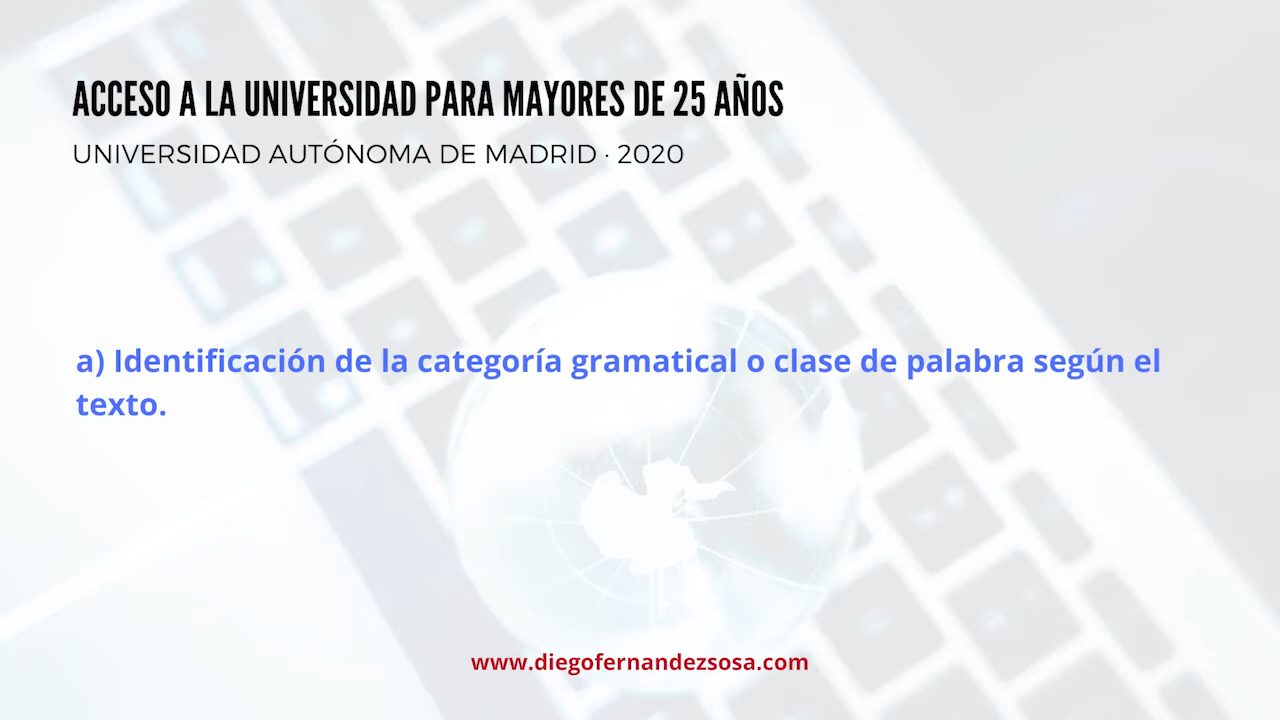 ACCESO A LA UNIVERSIDAD PARA MAYORES DE 25 AÑOS
UNIVERSIDAD AUTÓNOMA DE MADRID · 2020
a) Identificación de la categoría gramatical o clase de palabra según el
texto.
www.diegofernandezsosa.com